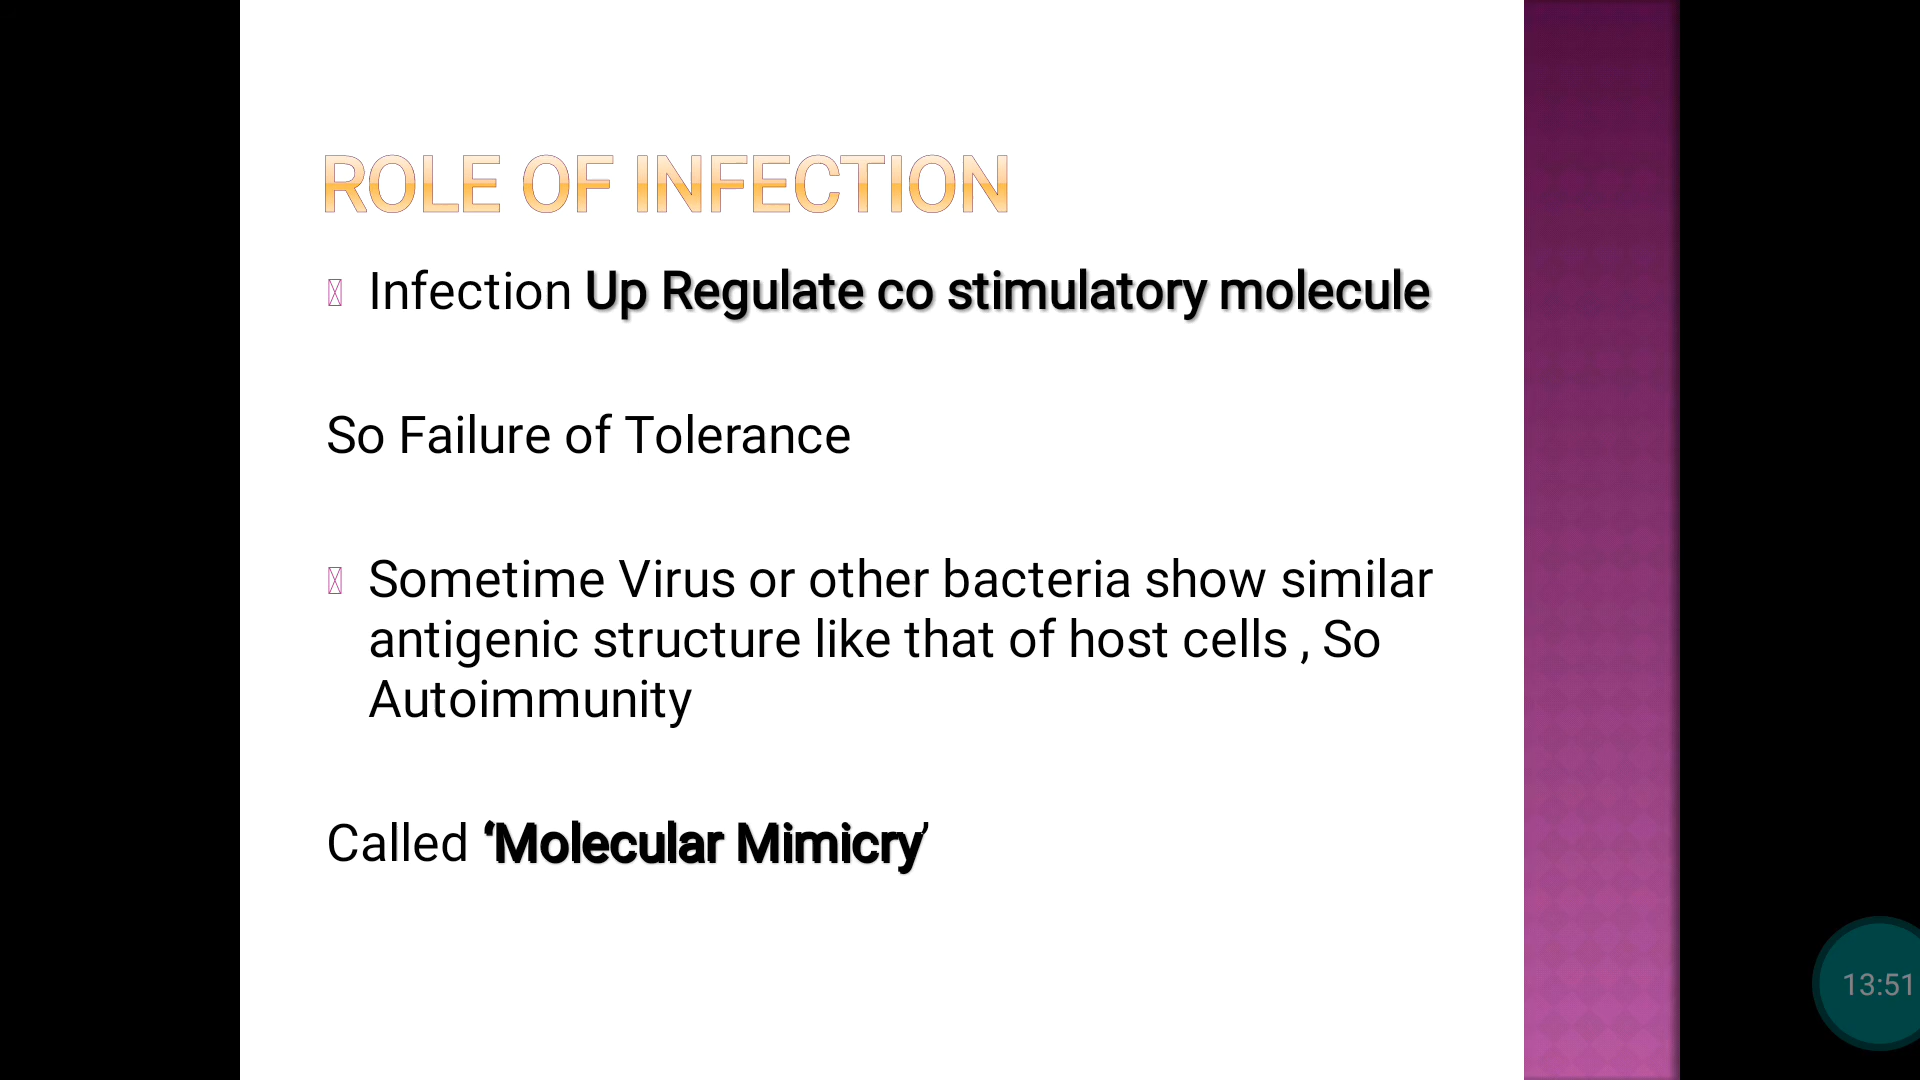 ROLE OF INFECTION
Infection Up Regulate co stimulatory molecule
So Failure of Tolerance
Sometime Virus or other bacteria show similar
antigenic structure like that of host cells , So
Autoimmunity
Called ‘Molecular Mimicry’
13:51